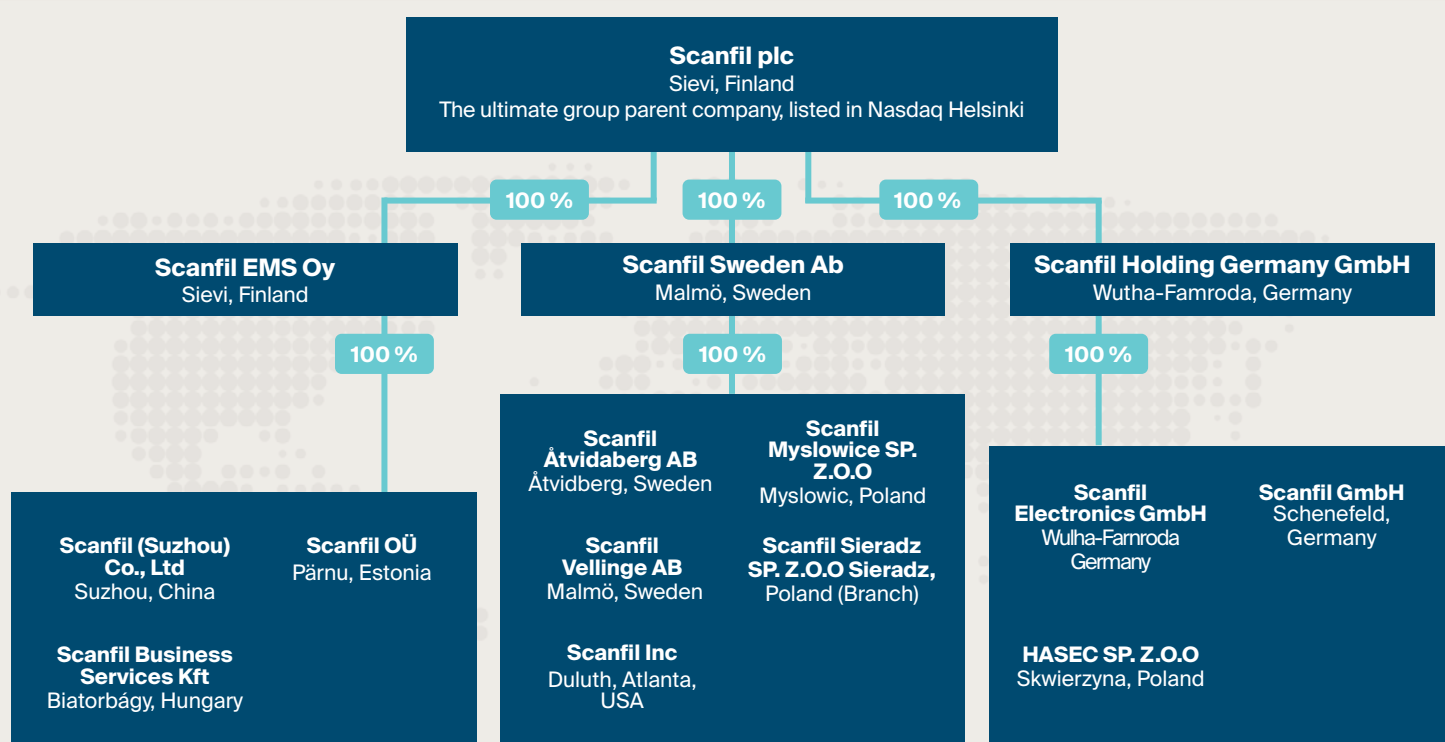 Scanfil plc
Sievi, Finland
The ultimate group parent company, listed in Nasdaq Helsinki
100 %
100 %
100 %
Scanfil EMS Oy
Sievi, Finland
Scanfil Sweden Ab
Malmö, Sweden
Scanfil Holding Germany GmbH
Wutha-Famroda, Germany
100 %
100 %
100 %
Scanfil (Suzhou)
Co., Ltd
Suzhou, China
Scanfil OÜ
Pärnu, Estonia
Scanfil Business
Services Kft
Biatorbágy, Hungary
Scanfil
Åtvidaberg AB
Åtvidberg, Sweden
Scanfil
Myslowice SP.
Z.O.O
Myslowic, Poland
Scanfil
Vellinge AB
Malmö, Sweden
Scanfil Sieradz
SP. Z.O.O Sieradz,
Poland (Branch)
Scanfil Inc
Duluth, Atlanta,
USA
Scanfil
Electronics GmbH
Wulha-Farnroda
Germany
Scanfil GmbH
Schenefeld,
Germany
HASEC SP. Z.O.O
Skwierzyna, Poland